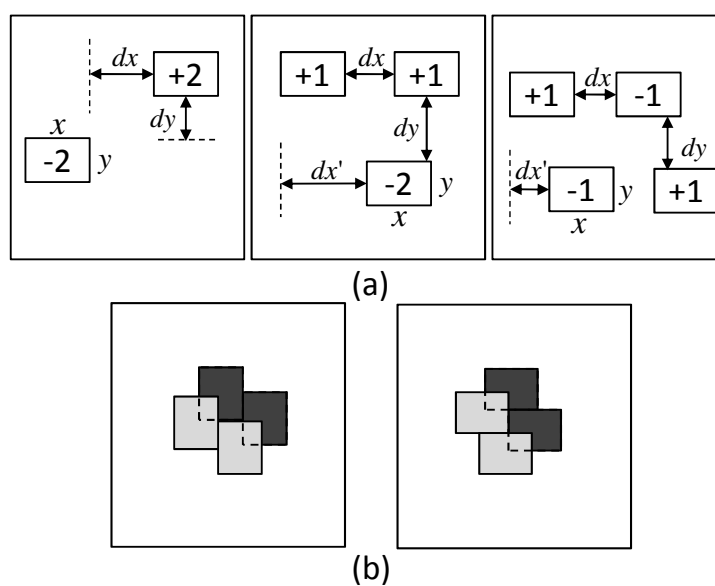 dx +2
dy
x
-2 y
+1 dx +1
dy
dx' -2 y
x
+1 dx -1
dy
dx' -1 y +1
x
(a)
(b)